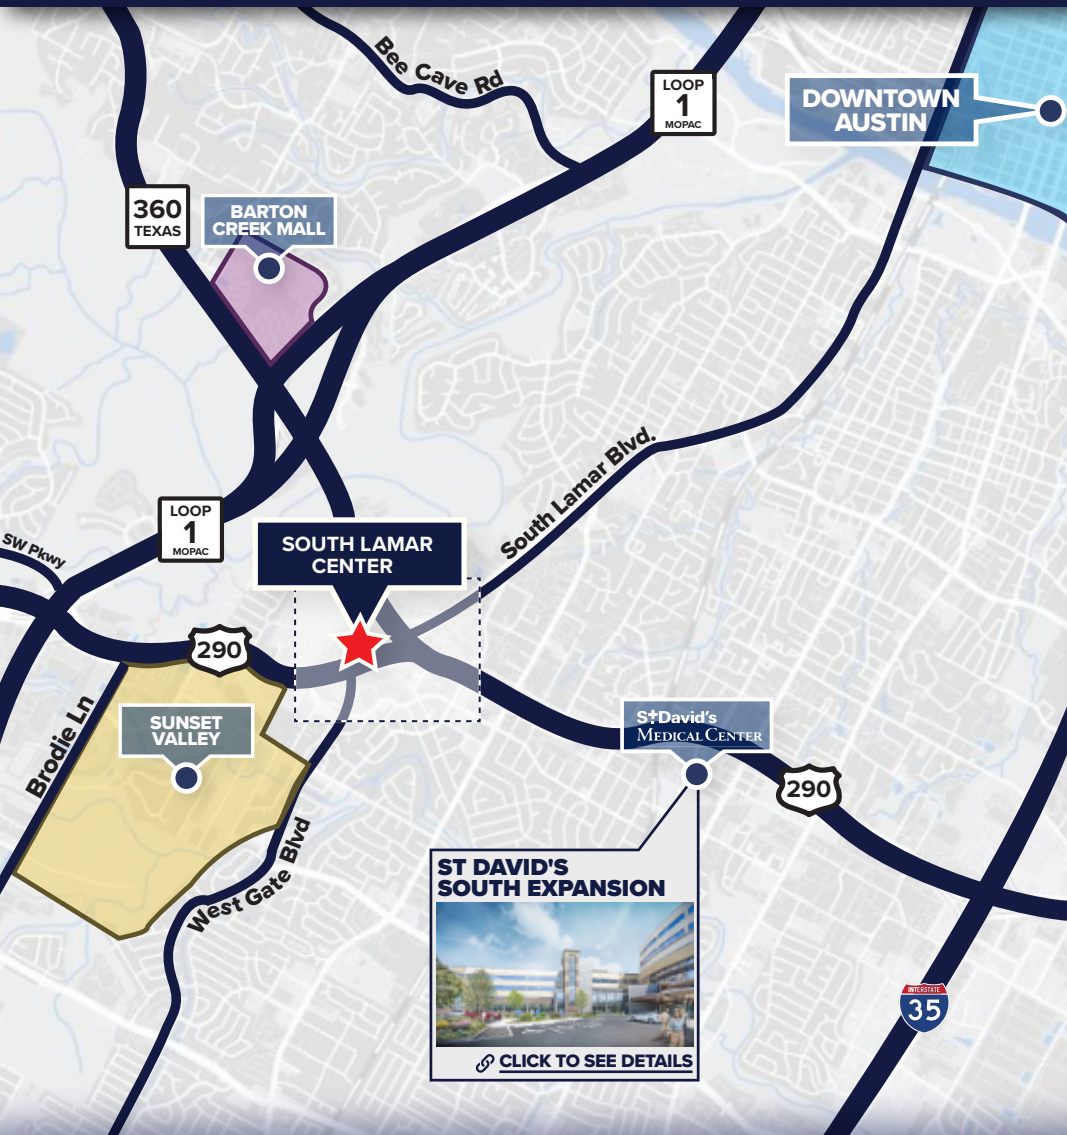 Bee Cave Rd
LOOP
1
MOPAC
DOWNTOWN
AUSTIN
360
TEXAS
BARTON
CREEK MALL
South Lamar Blvd.
LOOP
1
MOPAC
SW Pkwy
SOUTH LAMAR
CENTER
290
Brodie Ln
SUNSET
VALLEY
St David's
MEDICAL CENTER
290
West Gate Blvd
ST DAVID'S
SOUTH EXPANSION
INTERSTATE
35
CLICK TO SEE DETAILS